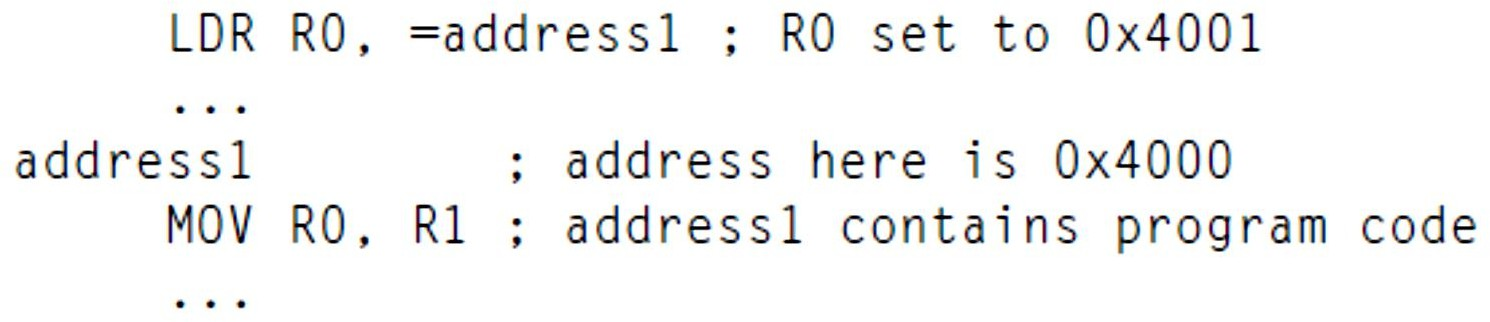 LDR R0, =address1 ; R0 set to 0x4001
...
address1 ; address here is 0x4000
MOV R0, R1 ; address1 contains program code
...